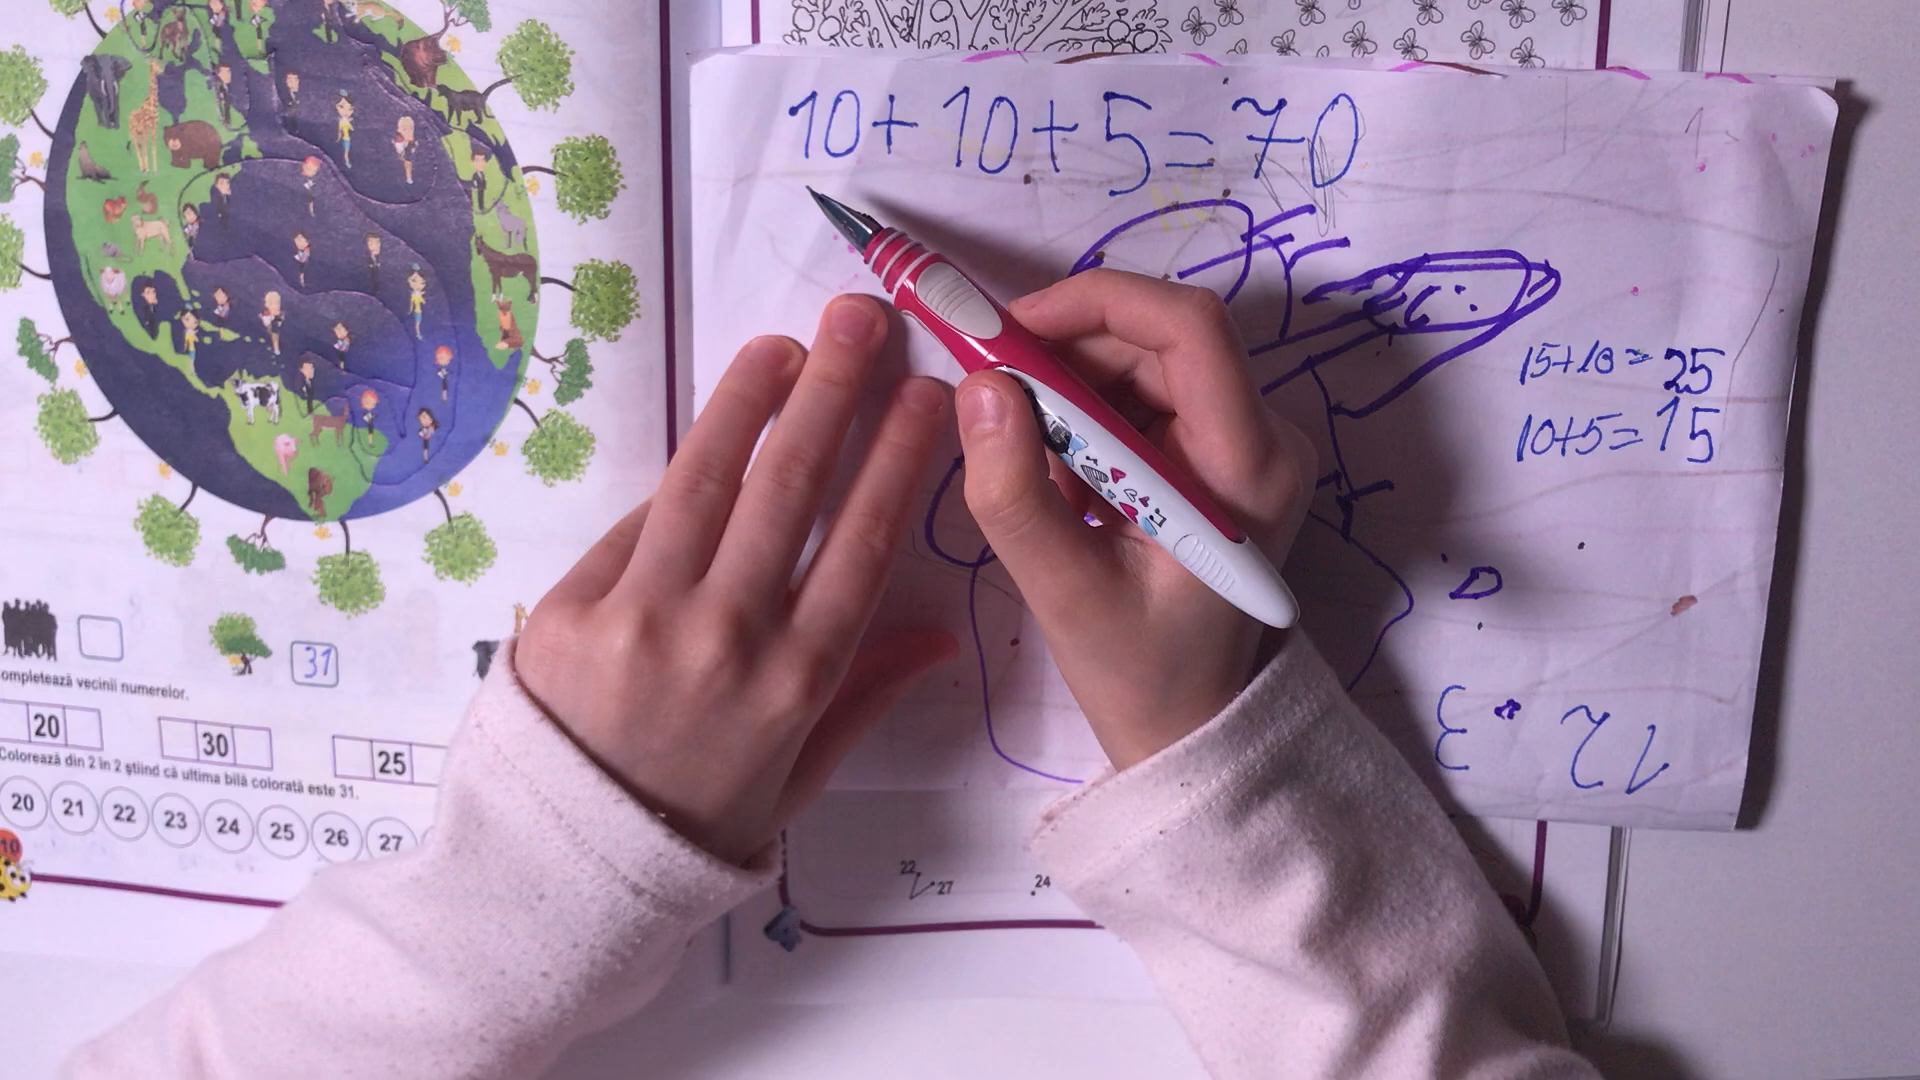 10+10+5=70
15+10=25
10+5=15
31
ompletează vecinii numerelor.
20 30 25
Colorează din 2 în 2 știind că ultima bilă colorată este 31.
20 21 22 23 24 25 26 27
10
22 27 24
12.3